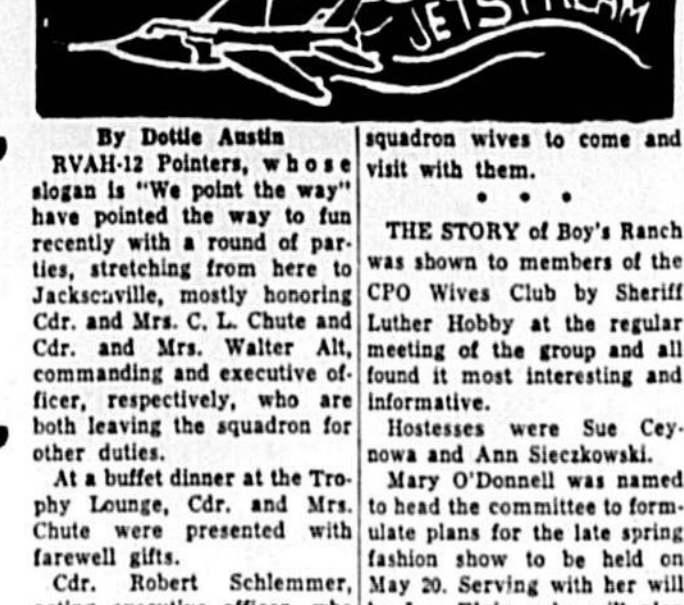 JETSTREAM
By Dottie Austin
RVAH-12 Pointers, whose
slogan is "We point the way"
have pointed the way to fun
recently with a round of par-
ties, stretching from here to
Jacksonville, mostly honoring
Cdr. and Mrs. C. L. Chute and
Cdr. and Mrs. Walter Alt,
commanding and executive of-
ficer, respectively, who are
both leaving the squadron for
other duties.
At a buffet dinner at the Tro-
phy Lounge, Cdr. and Mrs.
Chute were presented with
farewell gifts.
Cdr. Robert Schlemmer,
acting executive officer, who
squadron wives to come and
visit with them.
• • •
THE STORY of Boy's Ranch
was shown to members of the
CPO Wives Club by Sheriff
Luther Hobby at the regular
meeting of the group and all
found it most interesting and
informative.
Hostesses were Sue Cey-
nowa and Ann Sieczkowski.
Mary O'Donnell was named
to head the committee to form-
ulate plans for the late spring
fashion show to be held on
May 20. Serving with her will